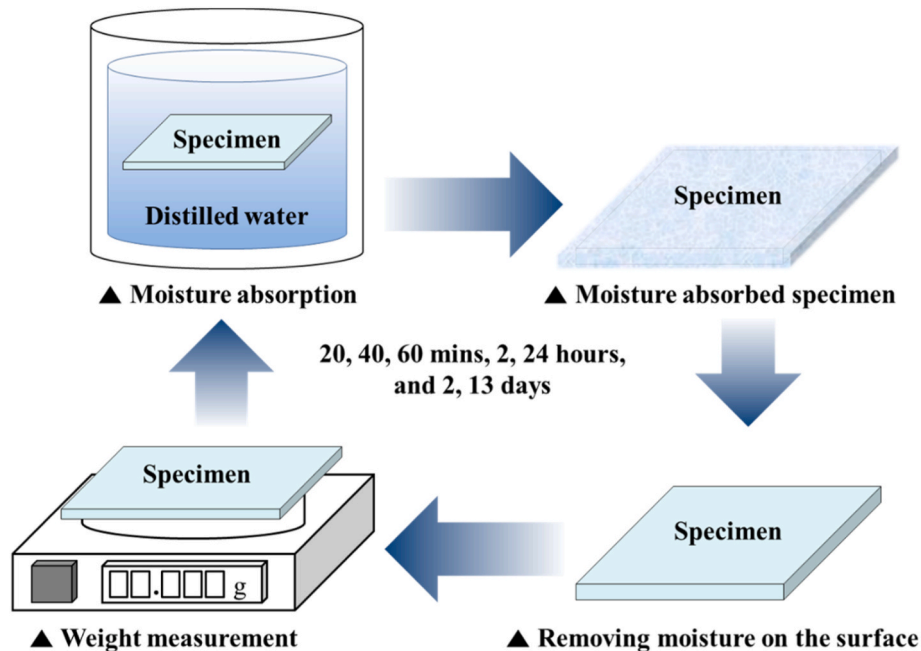 Specimen
Distilled water
▲ Moisture absorption
Specimen
▲ Moisture absorbed specimen
20, 40, 60 mins, 2, 24 hours,
and 2, 13 days
Specimen
g
▲ Weight measurement
Specimen
▲ Removing moisture on the surface